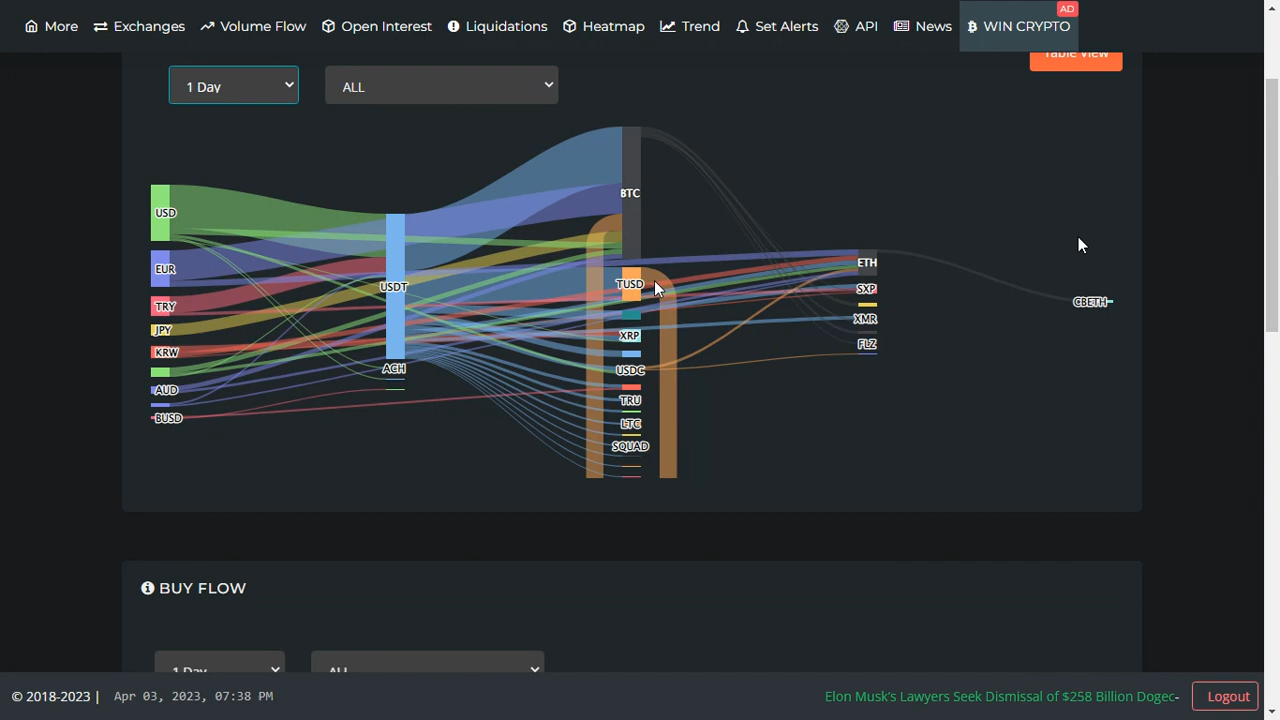 More Exchanges Volume Flow Open Interest Liquidations Heatmap Trend Set Alerts API News WIN CRYPTO AD
Table View
1 Day ALL
USD
EUR
TRY
JPY
KRW
AUD
BUSD
USDT
ACH
BTC
TUSD
XRP
USDC
TRU
LTC
SQUAD
ETH
SXP
XMR
FLZ
CBETH
BUY FLOW
1 Day ALL
© 2018-2023 | Apr 03, 2023, 07:38 PM Elon Musk's Lawyers Seek Dismissal of $258 Billion Dogec- Logout